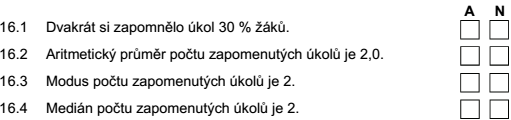 A N
16.1 Dvakrát si zapomnělo úkol 30 % žáků.
16.2 Aritmetický průměr počtu zapomenutých úkolů je 2,0.
16.3 Modus počtu zapomenutých úkolů je 2.
16.4 Medián počtu zapomenutých úkolů je 2.